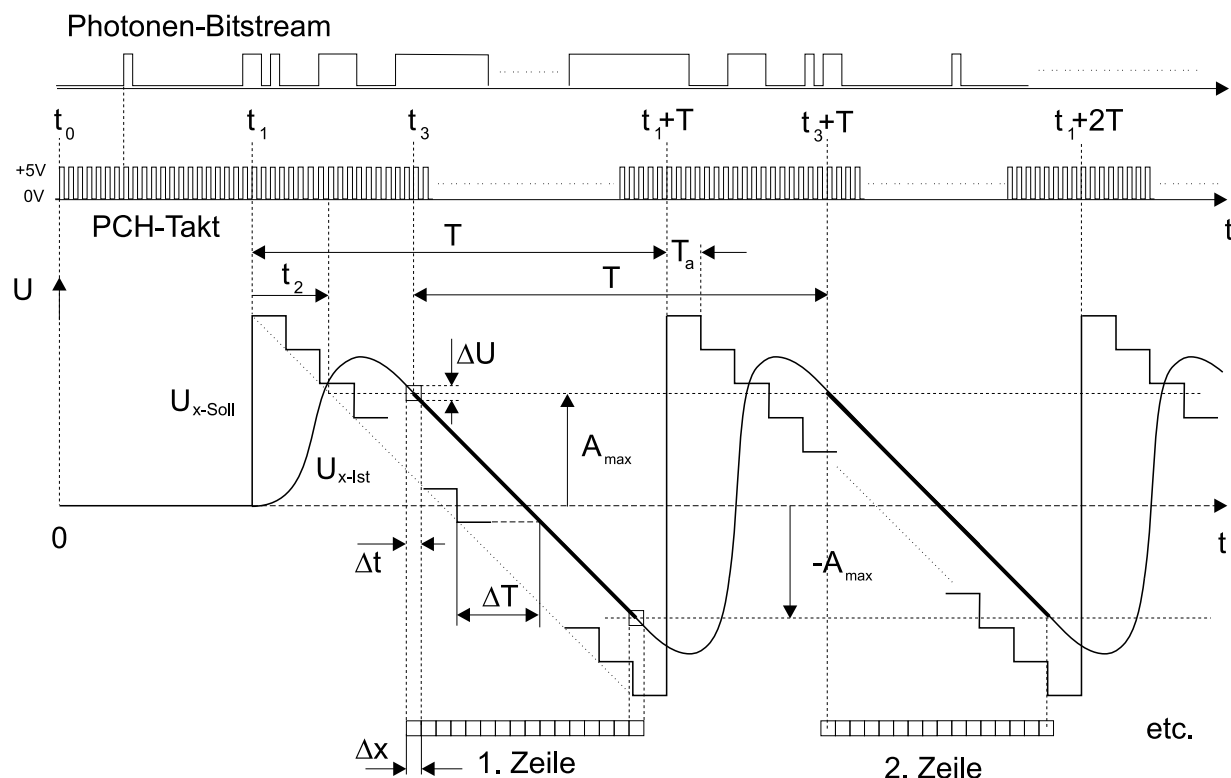 Photonen-Bitstream
t0 t1 t3 t1+T t3+T t1+2T
+5V
0V
PCH-Takt
t
T
Ta
t2
T
U
ΔU
Ux-Soll
Amax
Ux-Ist
0
t
Δt
-Amax
ΔT
etc.
Δx
1. Zeile
2. Zeile